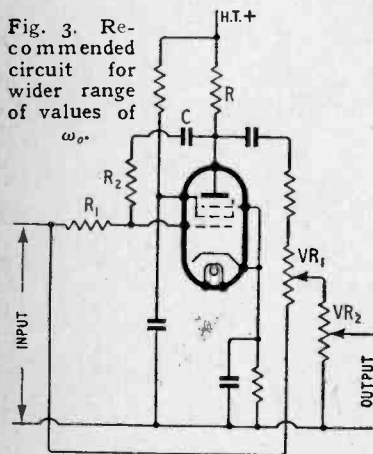 Fig. 3. Re-
commended
circuit for
wider range
of values of
ω₀.
H.T.+
R
C
R₂
R₁
VR₁
VR₂
INPUT
OUTPUT